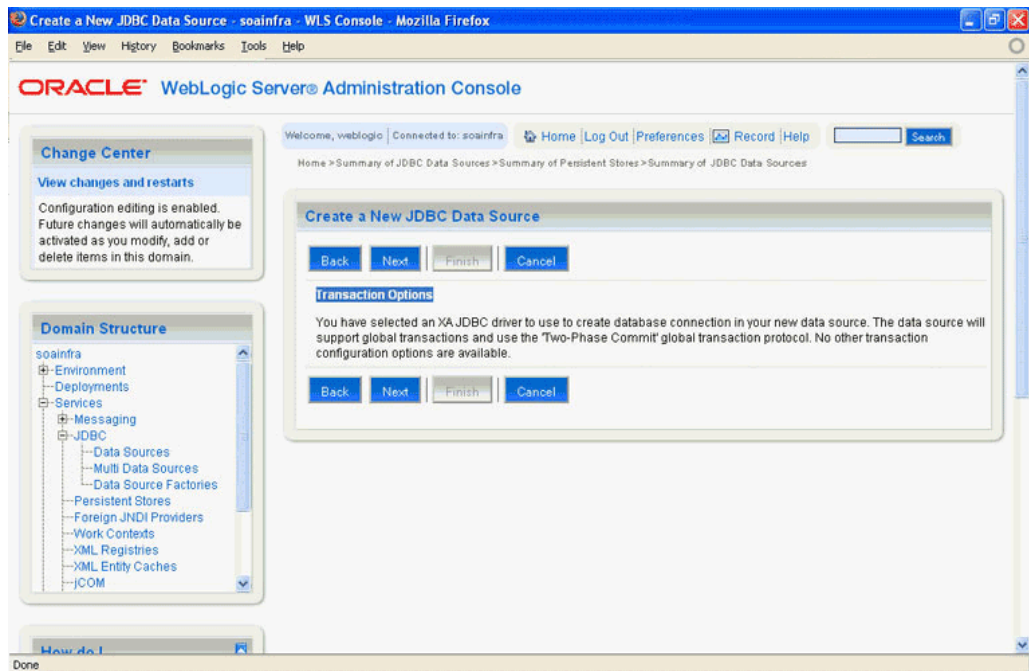 Create a New JDBC Data Source - soainfra - WLS Console - Mozilla Firefox
File Edit View History Bookmarks Tools Help
ORACLE® WebLogic Server® Administration Console
Welcome, weblogic Connected to: soainfra Home Log Out Preferences Record Help Search
Home >Summary of JDBC Data Sources >Summary of Persistent Stores >Summary of JDBC Data Sources
Change Center
View changes and restarts
Configuration editing is enabled.
Future changes will automatically be
activated as you modify, add or
delete items in this domain.
Domain Structure
soainfra
Environment
Deployments
Services
Messaging
JDBC
Data Sources
Multi Data Sources
Data Source Factories
Persistent Stores
Foreign JNDI Providers
Work Contexts
XML Registries
XML Entity Caches
jCOM
How do I...
Create a New JDBC Data Source
Back Next Finish Cancel
Transaction Options
You have selected an XA JDBC driver to use to create database connection in your new data source. The data source will
support global transactions and use the 'Two-Phase Commit' global transaction protocol. No other transaction
configuration options are available.
Back Next Finish Cancel
Done